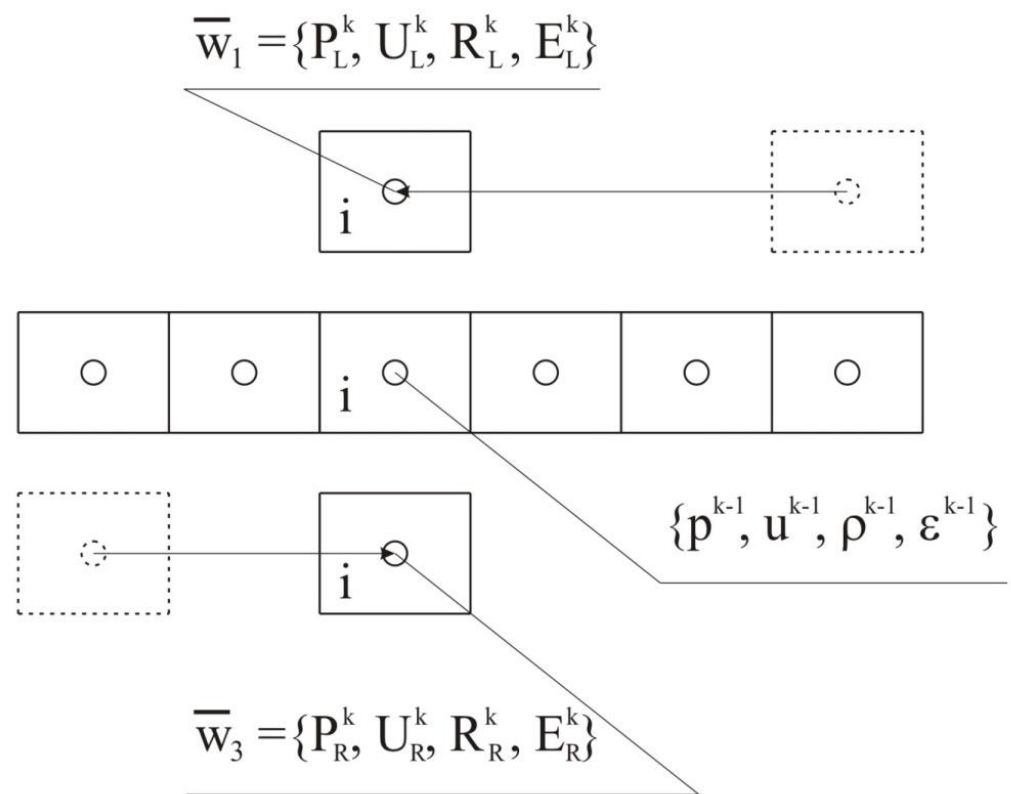 w̅₁ ={P_L^k, U_L^k, R_L^k, E_L^k}
i
i
{p^k-1, u^k-1, ρ^k-1, ε^k-1}
i
w̅₃ ={P_R^k, U_R^k, R_R^k, E_R^k}